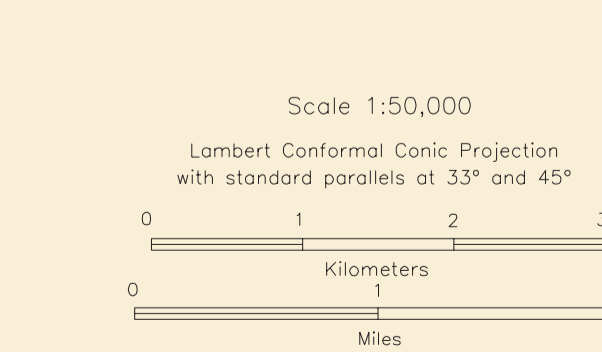 Scale 1:50,000
Lambert Conformal Conic Projection
with standard parallels at 33° and 45°
0 1 2 3
Kilometers
0 1
Miles